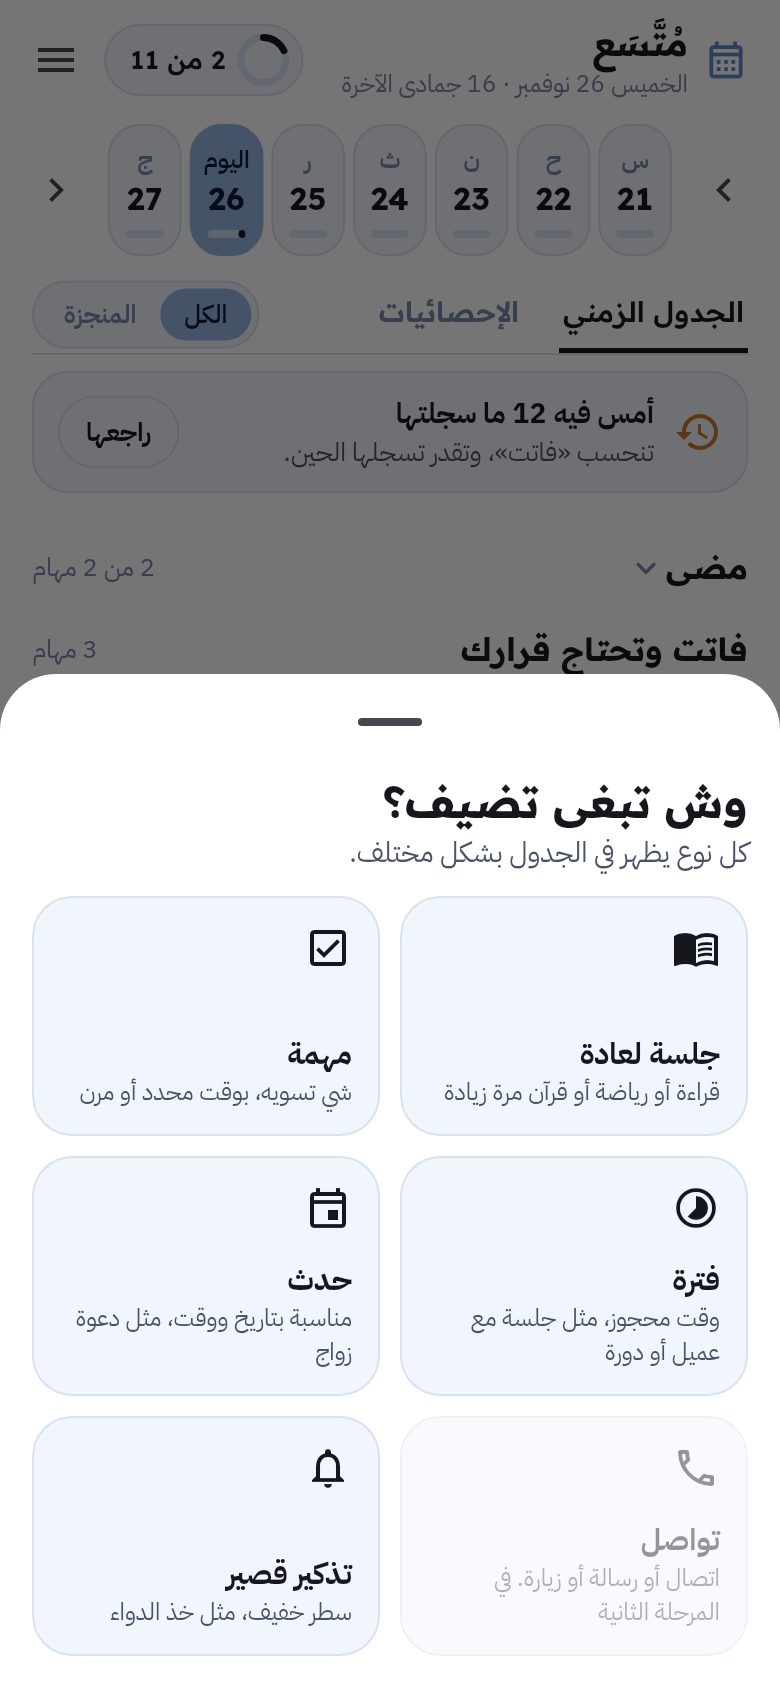 مُتَّسَع
الخميس 26 نوفمبر · 16 جمادى الآخرة
2 من 11
س
21
ح
22
ن
23
ث
24
ر
25
اليوم
26
ج
27
الجدول الزمني
الإحصائيات
الكل
المنجزة
أمس فيه 12 ما سجلتها
تنحسب «فاتت»، وتقدر تسجلها الحين.
راجعها
مضى
2 من 2 مهام
فاتت وتحتاج قرارك
3 مهام
وش تبغى تضيف؟
كل نوع يظهر في الجدول بشكل مختلف.
جلسة لعادة
قراءة أو رياضة أو قرآن مرة زيادة
مهمة
شي تسويه، بوقت محدد أو مرن
فترة
وقت محجوز، مثل جلسة مع
عميل أو دورة
حدث
مناسبة بتاريخ ووقت، مثل دعوة
زواج
تواصل
اتصال أو رسالة أو زيارة. في
المرحلة الثانية
تذكير قصير
سطر خفيف، مثل خذ الدواء